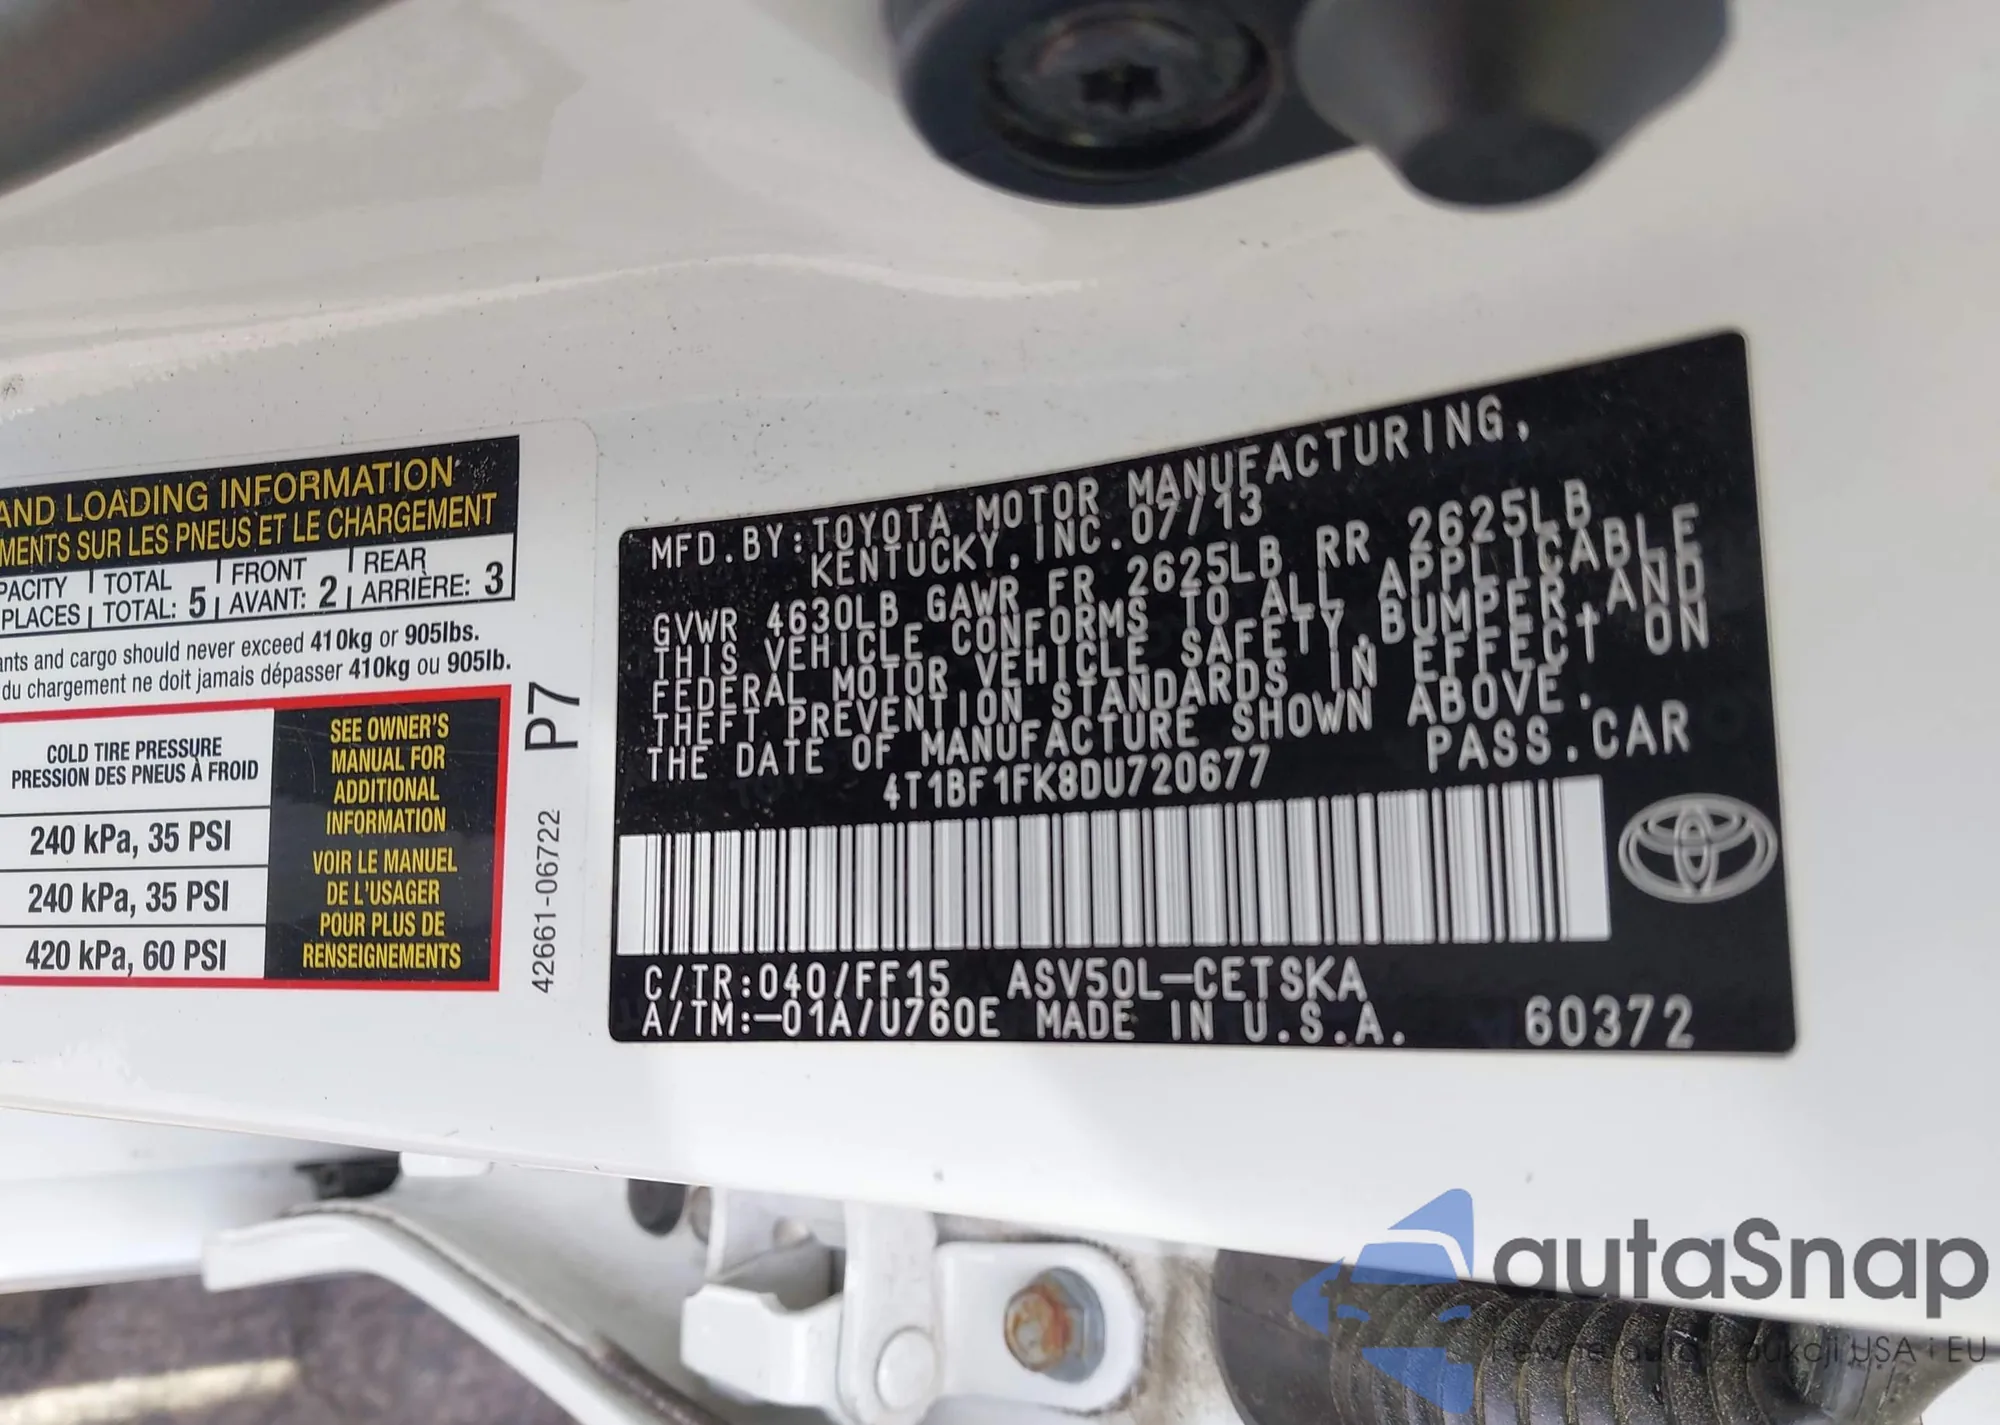 AND LOADING INFORMATION
MENTS SUR LES PNEUS ET LE CHARGEMENT
PACITY TOTAL FRONT REAR
PLACES TOTAL: 5 AVANT: 2 ARRIÈRE: 3
ants and cargo should never exceed 410kg or 905lbs.
du chargement ne doit jamais dépasser 410kg ou 905lb.
COLD TIRE PRESSURE
PRESSION DES PNEUS À FROID
240 kPa, 35 PSI
240 kPa, 35 PSI
420 kPa, 60 PSI
SEE OWNER'S
MANUAL FOR
ADDITIONAL
INFORMATION
VOIR LE MANUEL
DE L'USAGER
POUR PLUS DE
RENSEIGNEMENTS
P7
42661-06722
MFD.BY:TOYOTA MOTOR MANUFACTURING,
KENTUCKY,INC.07/13
GVWR 4630LB GAWR FR 2625LB RR 2625LB
THIS VEHICLE CONFORMS TO ALL APPLICABLE
FEDERAL MOTOR VEHICLE SAFETY,BUMPER,AND
THEFT PREVENTION STANDARDS IN EFFECT ON
THE DATE OF MANUFACTURE SHOWN ABOVE.
4T1BF1FK8DU720677 PASS.CAR
C/TR:040/FF15 ASV50L-CETSKA
A/TM:-01A/U760E MADE IN U.S.A. 60372
autaSnap
Pewne auta z aukcji USA i EU